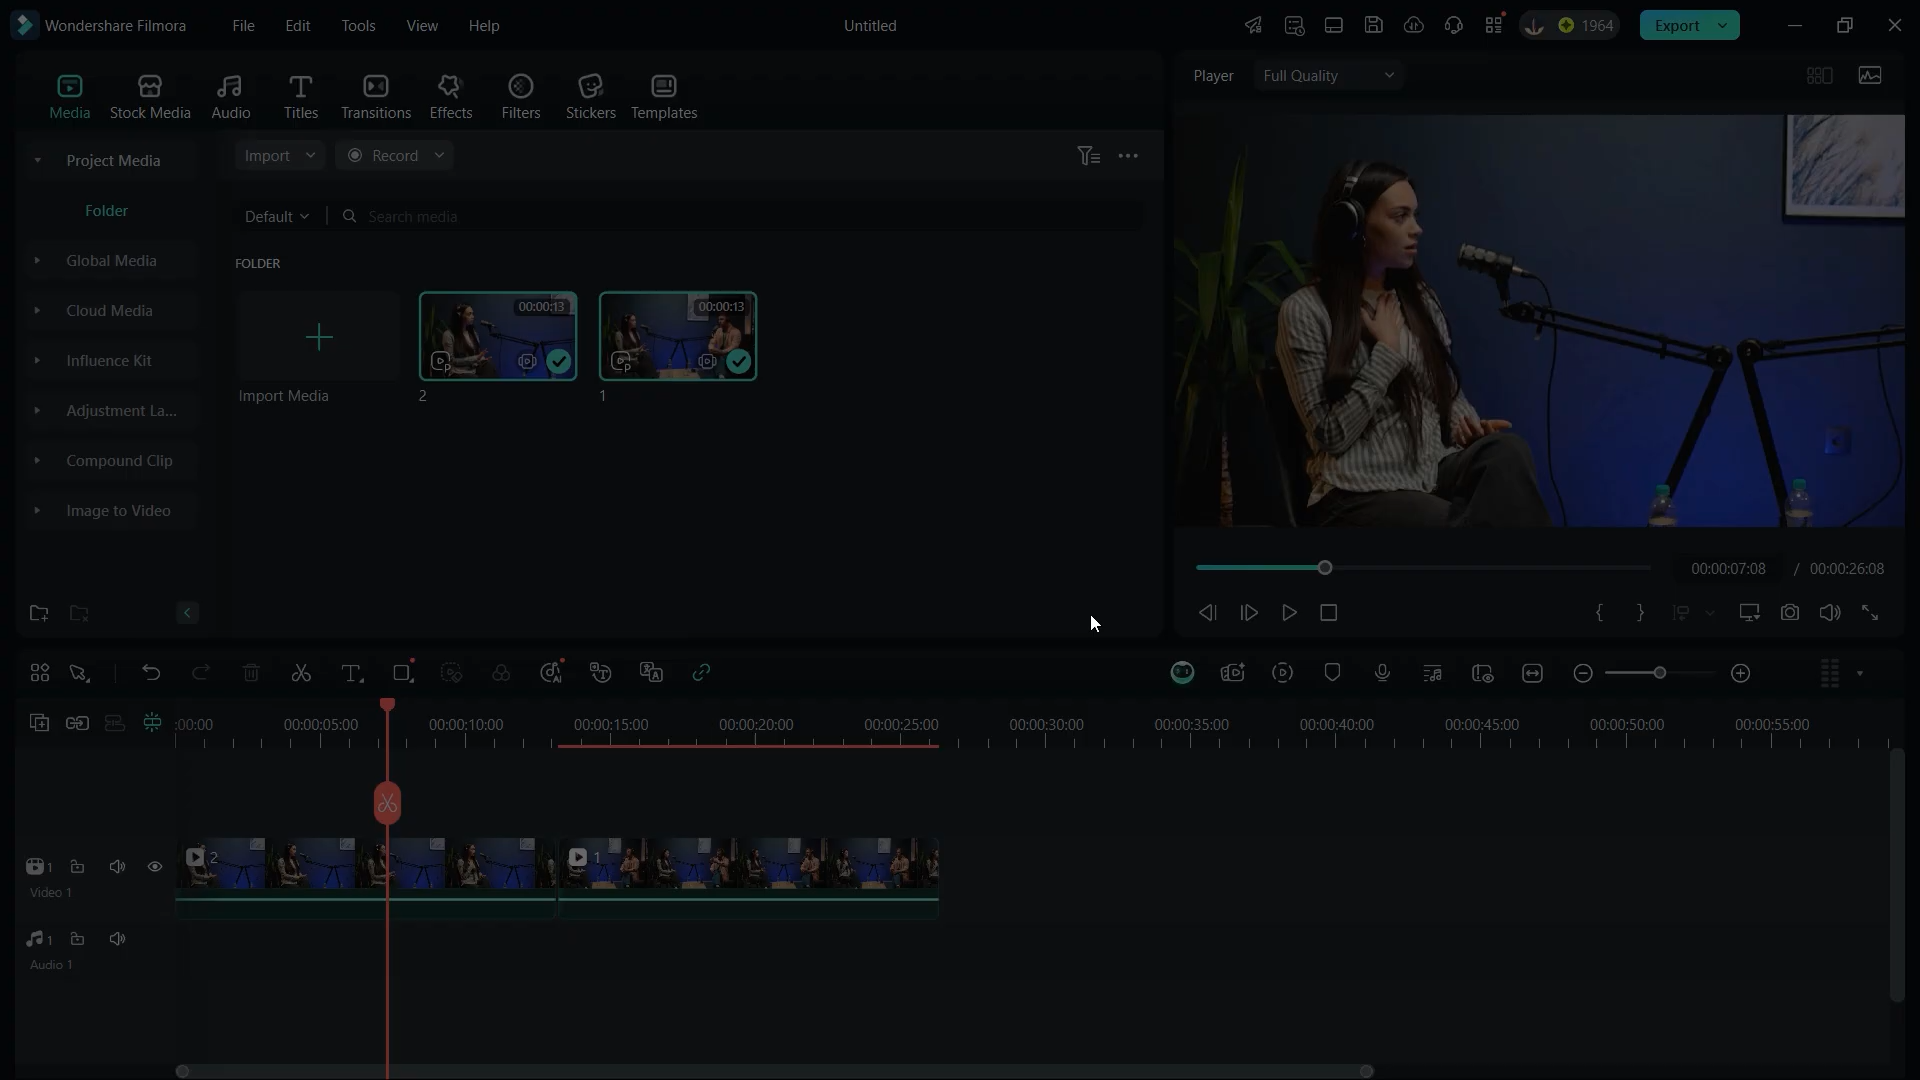 Wondershare Filmora File Edit Tools View Help Untitled 1964 Export
Media Stock Media Audio Titles Transitions Effects Filters Stickers Templates
Player Full Quality
Project Media
Folder
Global Media
Cloud Media
Influence Kit
Adjustment La...
Compound Clip
Image to Video
Import Record
Default Search media
FOLDER
00:00:13 00:00:13
Import Media 2 1
00:00:07:08 / 00:00:26:08
:00:00 00:00:05:00 00:00:10:00 00:00:15:00 00:00:20:00 00:00:25:00 00:00:30:00 00:00:35:00 00:00:40:00 00:00:45:00 00:00:50:00 00:00:55:00
2 1
1
Video 1
1
Audio 1